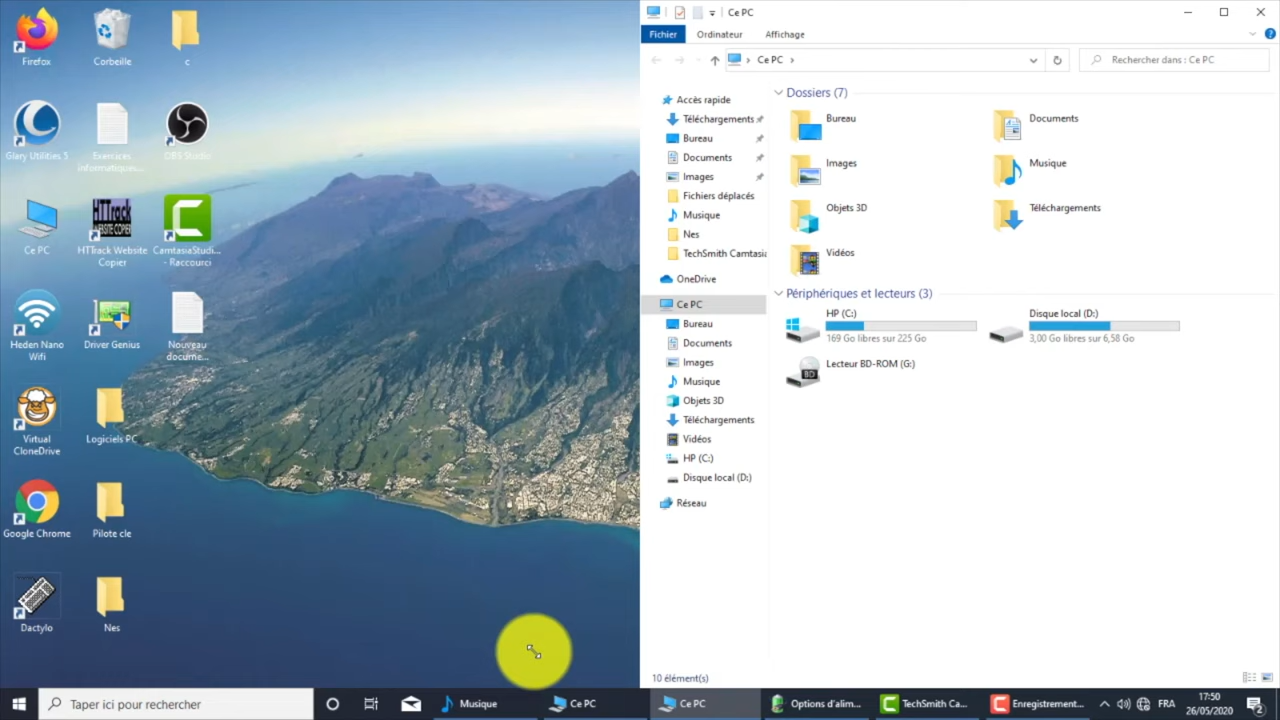 Firefox
Corbeille
c
Glary Utilities 5
Exercices
informatiques...
OBS Studio
Ce PC
HTTrack
WEBSITE
COPIER
HTTrack Website
Copier
CamtasiaStudi...
- Raccourci
Heden Nano
Wifi
Driver Genius
Nouveau
docume...
Virtual
CloneDrive
Logiciels PC
Google Chrome
Pilote cle
Dactylo
Nes
Ce PC
Fichier
Ordinateur
Affichage
Ce PC
Rechercher dans : Ce PC
Accès rapide
Téléchargements
Bureau
Documents
Images
Fichiers déplacés
Musique
Nes
TechSmith Camtasia
OneDrive
Ce PC
Bureau
Documents
Images
Musique
Objets 3D
Téléchargements
Vidéos
HP (C:)
Disque local (D:)
Réseau
Dossiers (7)
Bureau
Documents
Images
Musique
Objets 3D
Téléchargements
Vidéos
Périphériques et lecteurs (3)
HP (C:)
169 Go libres sur 225 Go
Disque local (D:)
3,00 Go libres sur 6,58 Go
BD
Lecteur BD-ROM (G:)
10 élément(s)
Taper ici pour rechercher
Musique
Ce PC
Ce PC
Options d'alim...
TechSmith Ca...
Enregistrement...
FRA
17:50
26/05/2020
2